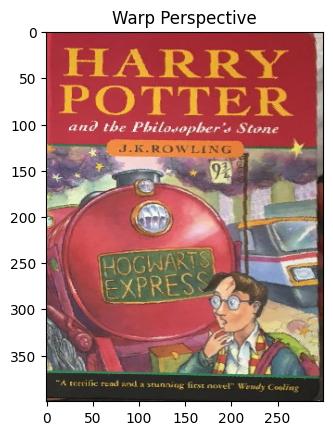 Warp Perspective
0
50
100
150
200
250
300
350
HARRY
POTTER
and the Philosopher's Stone
J.K.ROWLING
9¾
HOGWARTS
EXPRESS
"A terrific read and a stunning first novel" Wendy Cooling
0 50 100 150 200 250